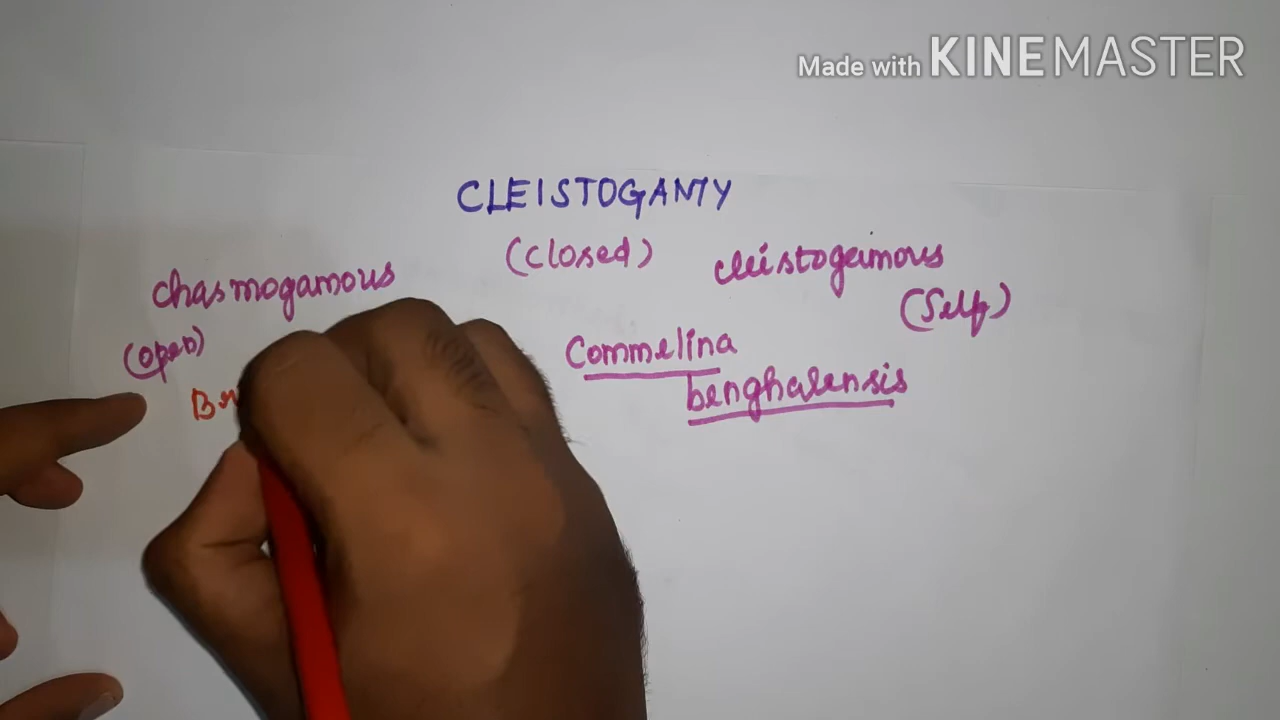 Made with KINEMASTER
CLEISTOGAMY
(closed)
chasmogamous
cleistogamous
(open)
(Self)
Commelina
benghalensis